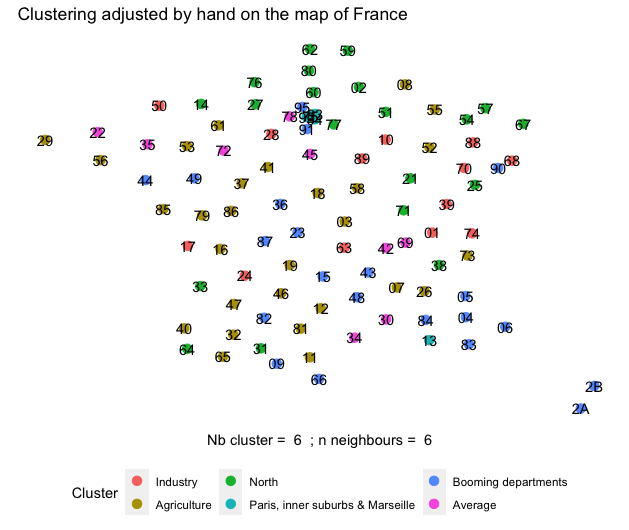 Clustering adjusted by hand on the map of France
62 59
80
76 60 02 08
50 14 27 95 55 57
78 77 51 54 67
61 91
29 22 28 10 88
35 53 72 45 89 52 68
56 41 70 90
44 49 37 18 58 21 25
85 79 86 36 03 71 39
23 01 74
17 16 87 63 42 69 73
19 38
24 15 43
33 46 48 07 26 05
47 12
40 82 30 84 04 06
32 81 34 13
64 65 31 09 11 83
66
2B
2A
Nb cluster = 6 ; n neighbours = 6
Cluster
Industry North Booming departments
Agriculture Paris, inner suburbs & Marseille Average